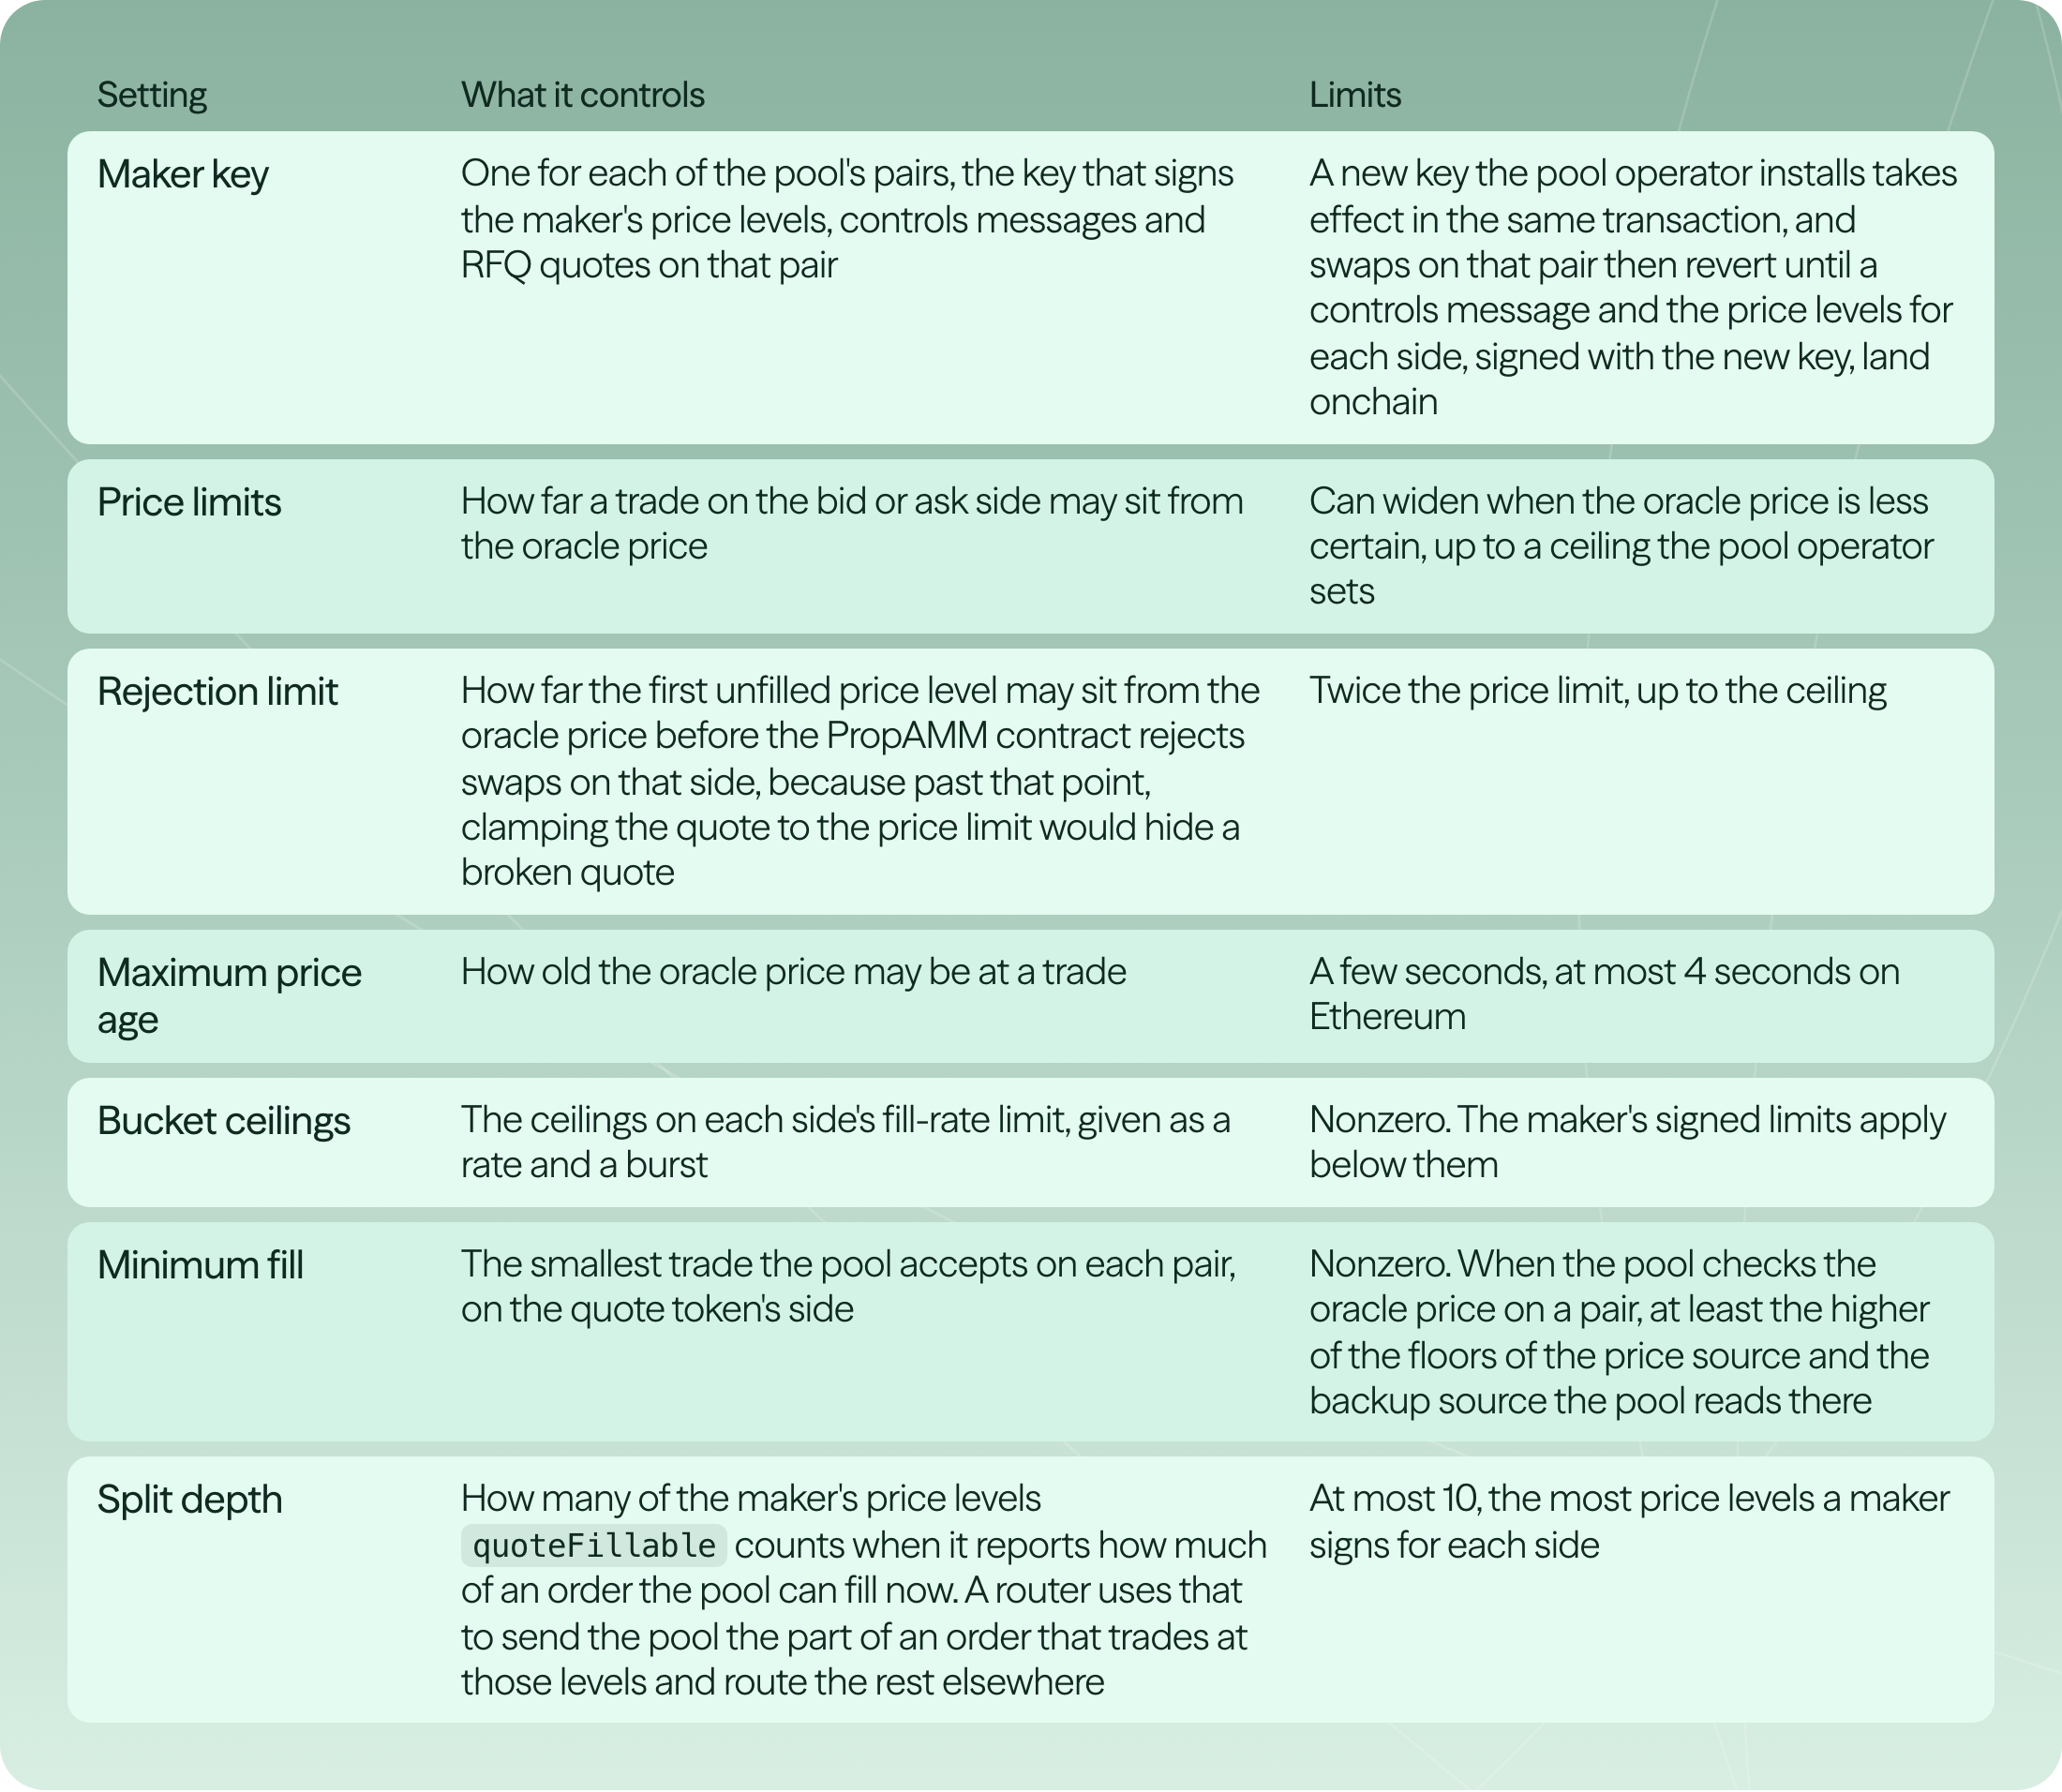 Setting
What it controls
Limits
Maker key
One for each of the pool's pairs, the key that signs
the maker's price levels, controls messages and
RFQ quotes on that pair
A new key the pool operator installs takes
effect in the same transaction, and
swaps on that pair then revert until a
controls message and the price levels for
each side, signed with the new key, land
onchain
Price limits
How far a trade on the bid or ask side may sit from
the oracle price
Can widen when the oracle price is less
certain, up to a ceiling the pool operator
sets
Rejection limit
How far the first unfilled price level may sit from the
oracle price before the PropAMM contract rejects
swaps on that side, because past that point,
clamping the quote to the price limit would hide a
broken quote
Twice the price limit, up to the ceiling
Maximum price
age
How old the oracle price may be at a trade
A few seconds, at most 4 seconds on
Ethereum
Bucket ceilings
The ceilings on each side's fill-rate limit, given as a
rate and a burst
Nonzero. The maker's signed limits apply
below them
Minimum fill
The smallest trade the pool accepts on each pair,
on the quote token's side
Nonzero. When the pool checks the
oracle price on a pair, at least the higher
of the floors of the price source and the
backup source the pool reads there
Split depth
How many of the maker's price levels
quoteFillable counts when it reports how much
of an order the pool can fill now. A router uses that
to send the pool the part of an order that trades at
those levels and route the rest elsewhere
At most 10, the most price levels a maker
signs for each side